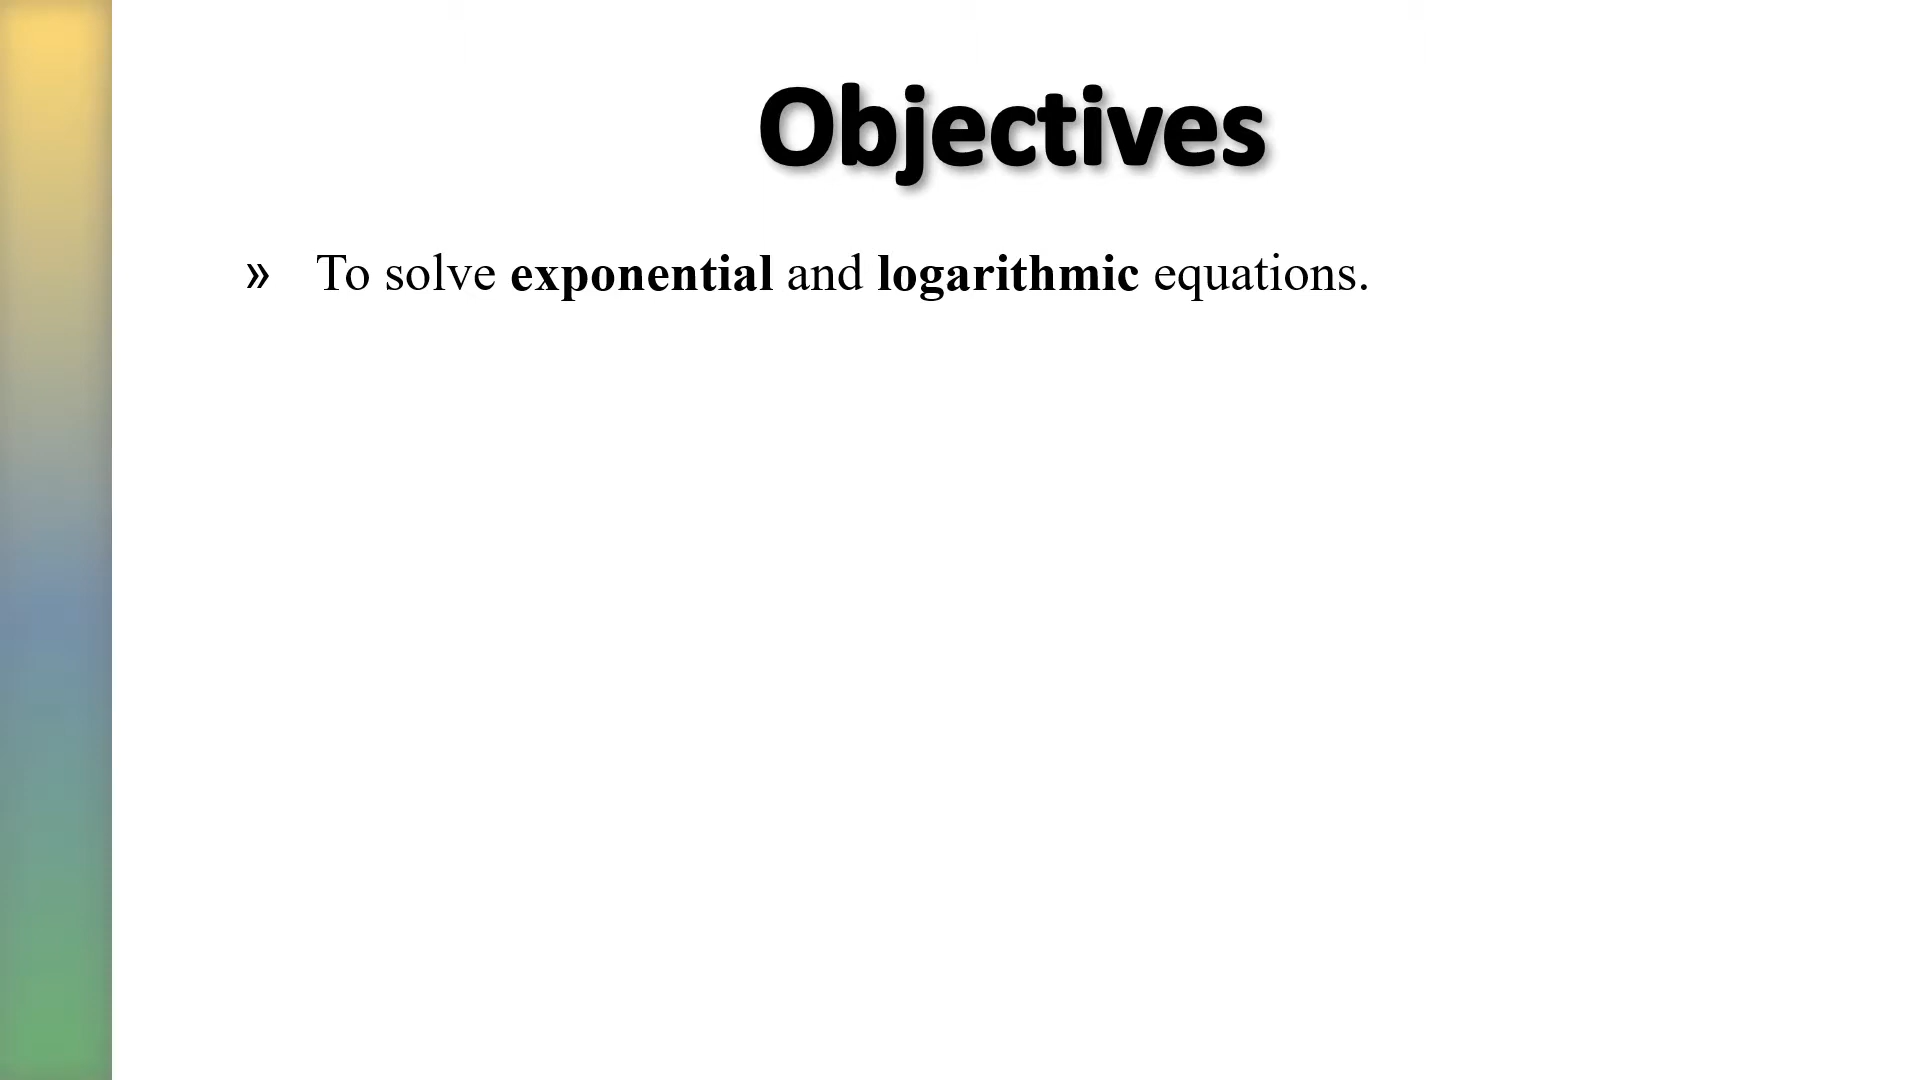 Objectives
» To solve exponential and logarithmic equations.